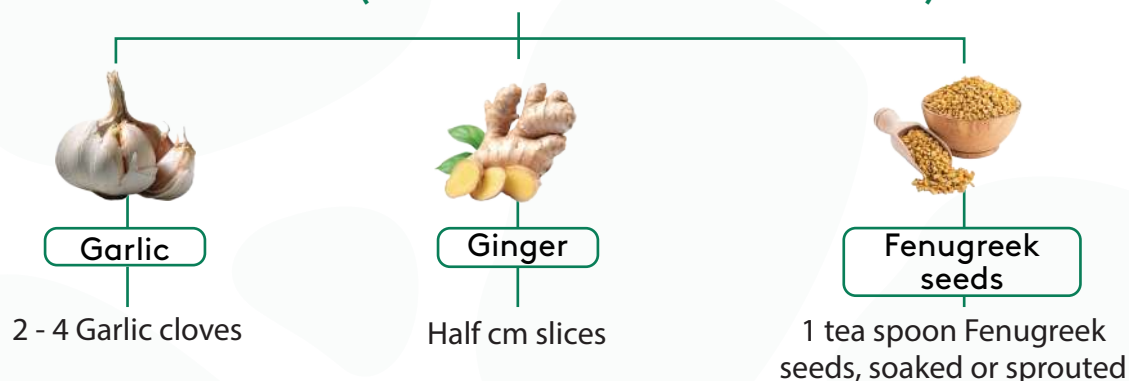 Garlic
2 - 4 Garlic cloves
Ginger
Half cm slices
Fenugreek
seeds
1 tea spoon Fenugreek
seeds, soaked or sprouted